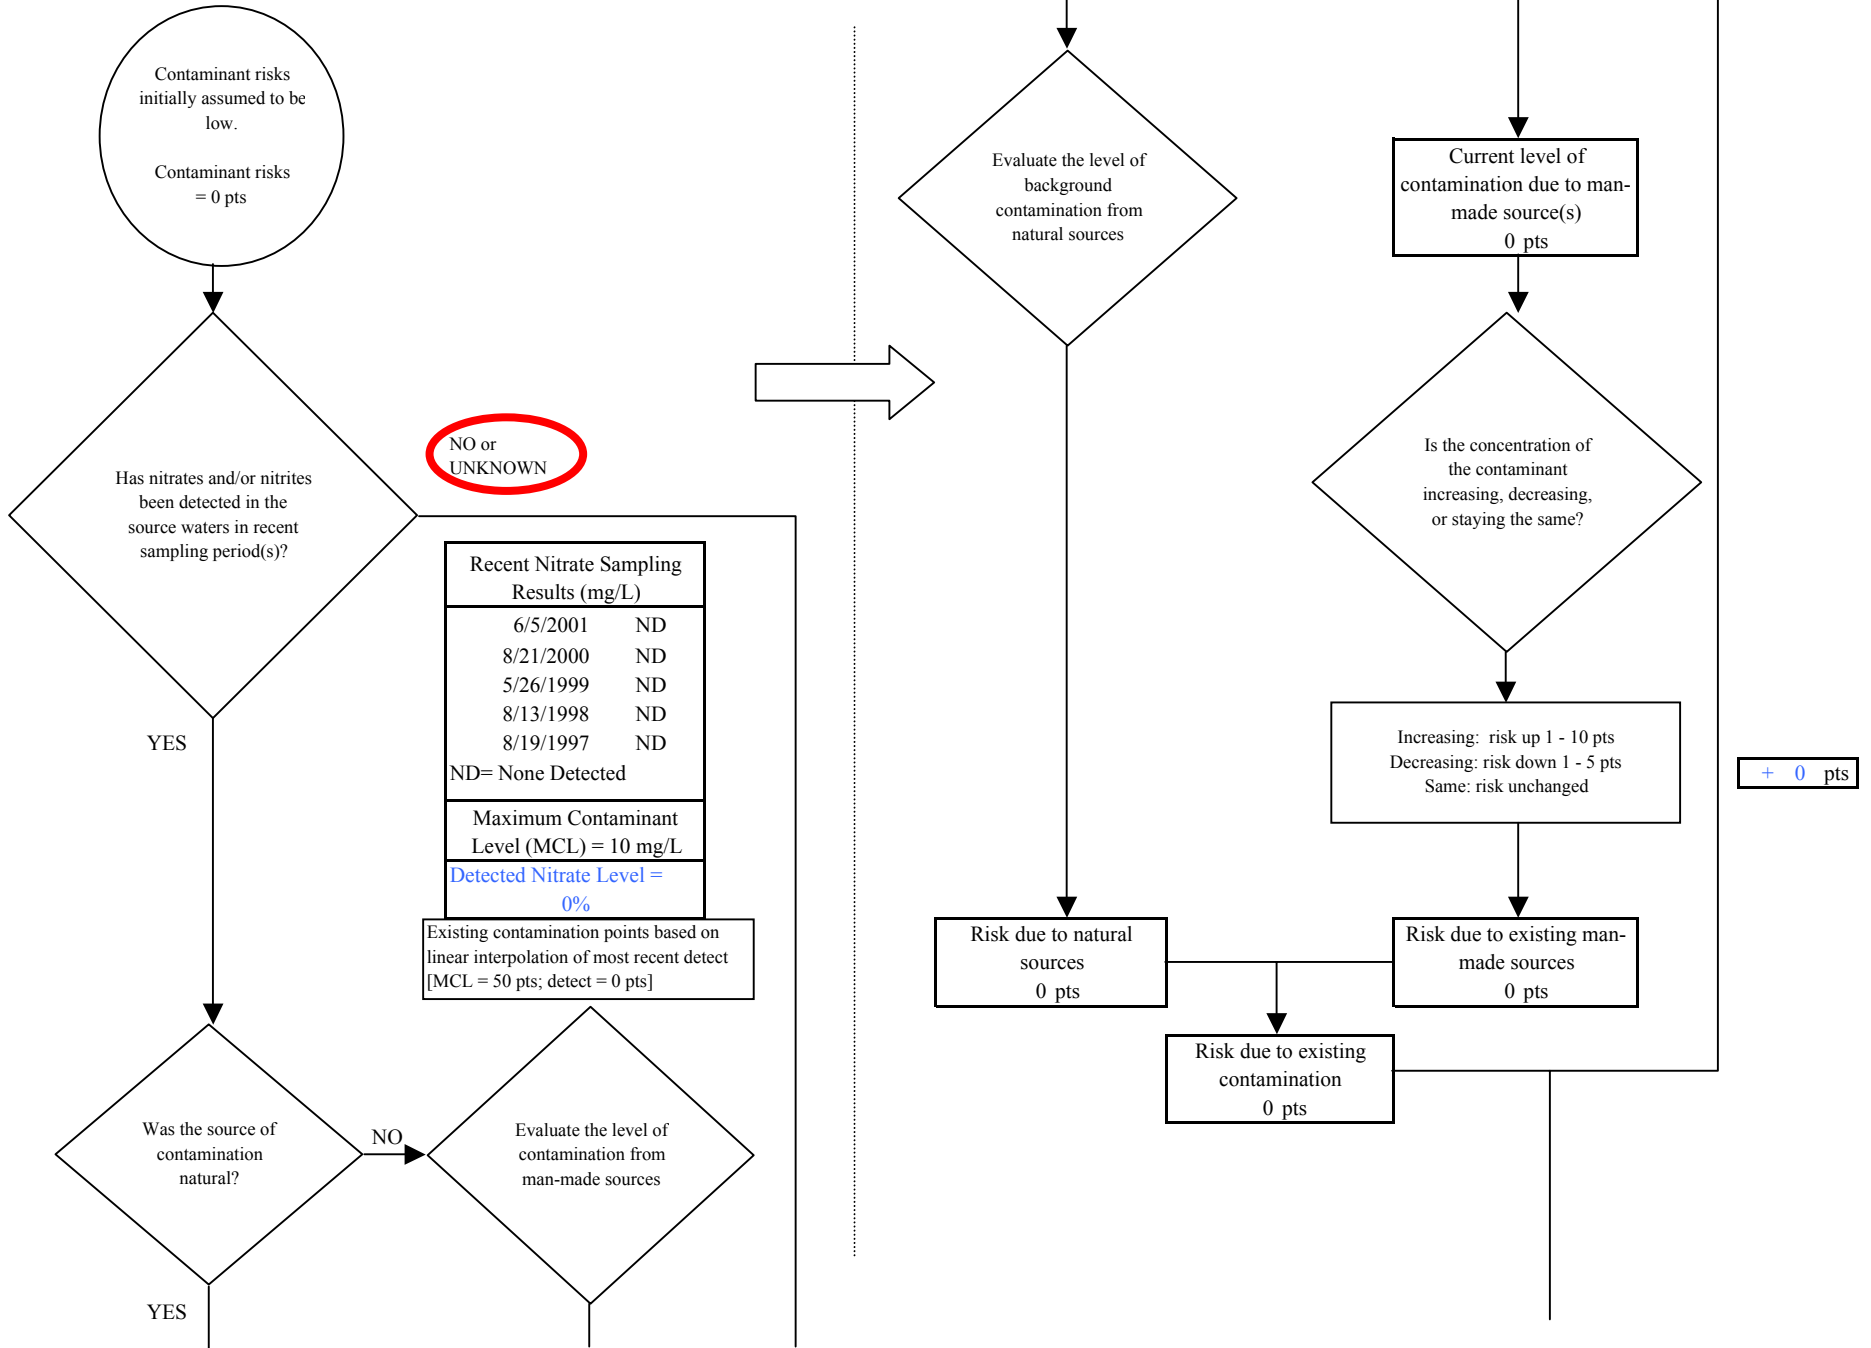 Contaminant risks
initially assumed to be
low.
Contaminant risks
= 0 pts
Has nitrates and/or nitrites
been detected in the
source waters in recent
sampling period(s)?
NO or
UNKNOWN
YES
Recent Nitrate Sampling
Results (mg/L)
6/5/2001 ND
8/21/2000 ND
5/26/1999 ND
8/13/1998 ND
8/19/1997 ND
ND= None Detected
Maximum Contaminant
Level (MCL) = 10 mg/L
Detected Nitrate Level =
0%
Existing contamination points based on
linear interpolation of most recent detect
[MCL = 50 pts; detect = 0 pts]
Was the source of
contamination
natural?
NO
Evaluate the level of
contamination from
man-made sources
YES
Evaluate the level of
background
contamination from
natural sources
Current level of
contamination due to man-
made source(s)
0 pts
Is the concentration of
the contaminant
increasing, decreasing,
or staying the same?
Increasing: risk up 1 - 10 pts
Decreasing: risk down 1 - 5 pts
Same: risk unchanged
+ 0 pts
Risk due to natural
sources
0 pts
Risk due to existing man-
made sources
0 pts
Risk due to existing
contamination
0 pts